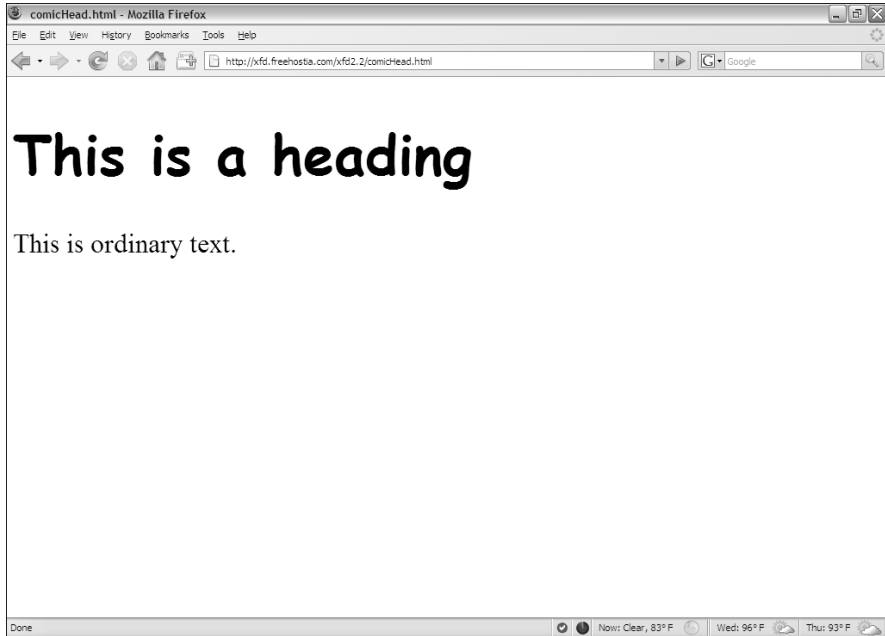 comicHead.html - Mozilla Firefox
File Edit View History Bookmarks Tools Help
http://xfd.freehostia.com/xfd2.2/comicHead.html G Google
This is a heading
This is ordinary text.
Done Now: Clear, 83° F Wed: 96° F Thu: 93° F